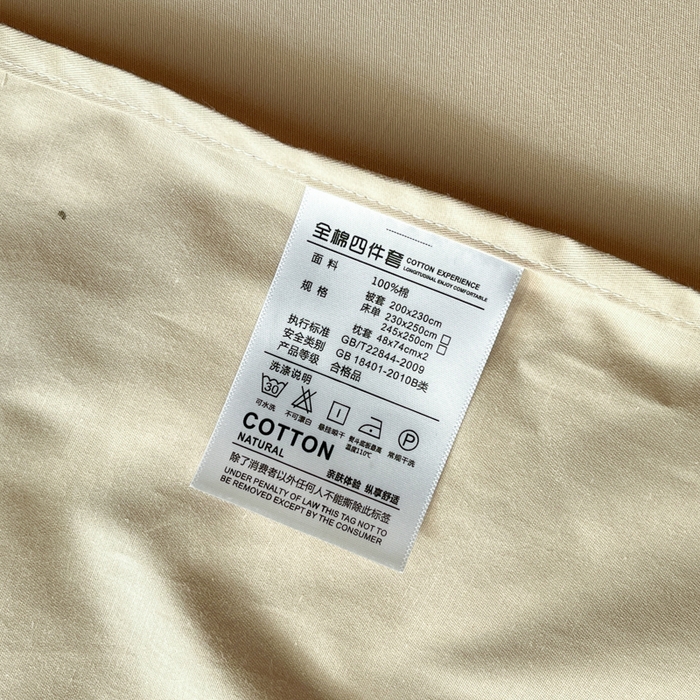 全棉四件套 COTTON EXPERIENCE
LONGITUDINAL ENJOY COMFORTABLE
面料 100%棉
规格 被套 200x230cm
床单 230x250cm
245x250cm
枕套 48x74cmx2
执行标准 GB/T22844-2009
安全类别 GB 18401-2010B类
产品等级 合格品
洗涤说明
30
P
可水洗 不可漂白 悬挂晾干 熨斗底板最高温度110℃ 常规干洗
COTTON
NATURAL 亲肤体验 纵享舒适
除了消费者以外任何人不能撕除此标签
UNDER PENALTY OF LAW THIS TAG NOT TO
BE REMOVED EXCEPT BY THE CONSUMER